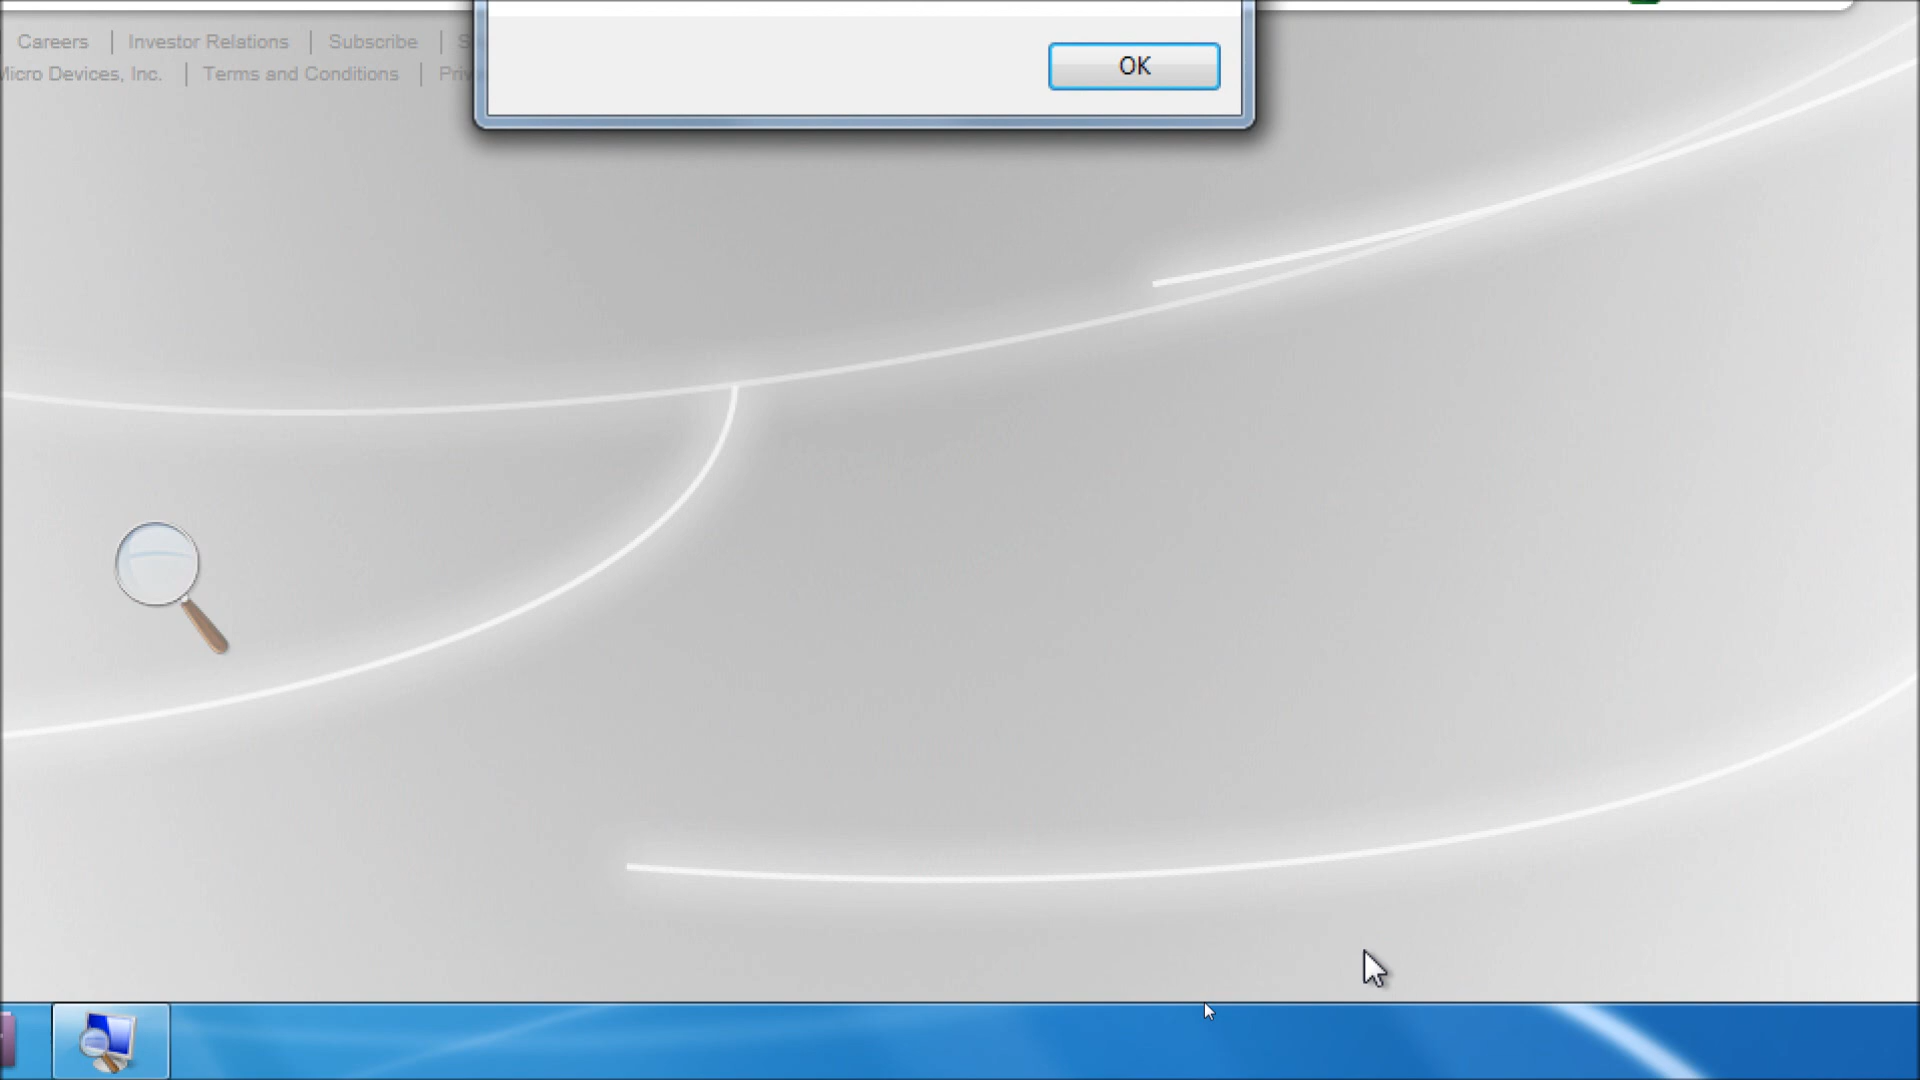 Careers | Investor Relations | Subscribe |
Micro Devices, Inc. | Terms and Conditions |
OK